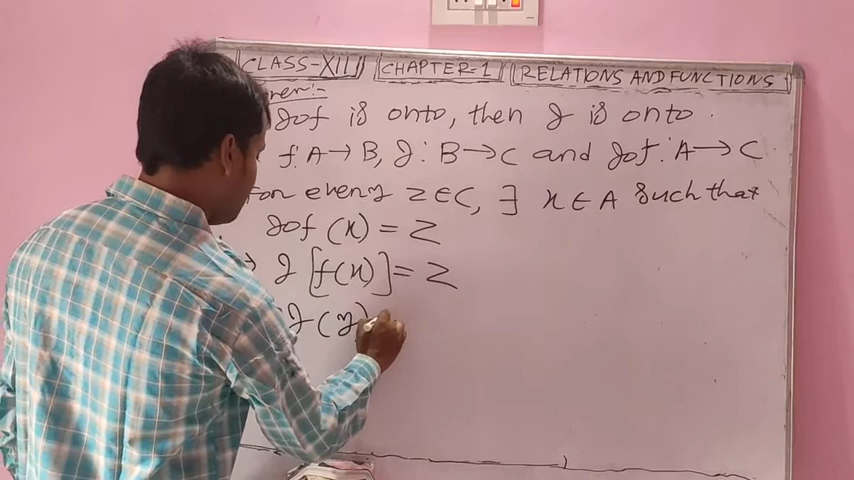 CLASS-XII CHAPTER-1 RELATIONS AND FUNCTIONS
gof is onto, then g is onto.
f: A→B, g: B→C and gof: A→C
For every z∈C, ∃ x∈A such that
gof (x) = z
g [f(x)] = z
g(y)